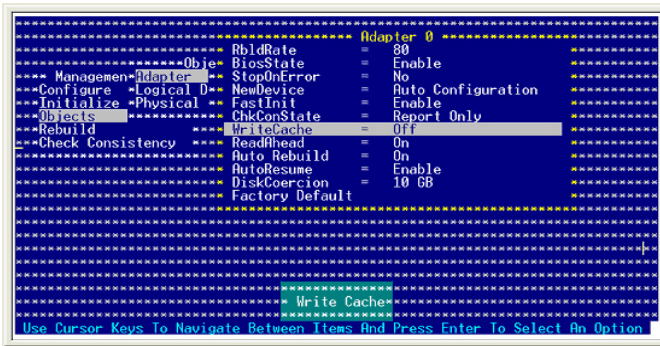 Adapter 0
RbldRate = 80
BiosState = Enable
StopOnError = No
NewDevice = Auto Configuration
FastInit = Enable
ChkConState = Report Only
WriteCache = Off
ReadAhead = On
Auto Rebuild = On
AutoResume = Enable
DiskCoercion = 10 GB
Factory Default
Obje
Adapter
Logical D
Physical
Managemen
Configure
Initialize
Objects
Rebuild
Check Consistency
Write Cache
Use Cursor Keys To Navigate Between Items And Press Enter To Select An Option